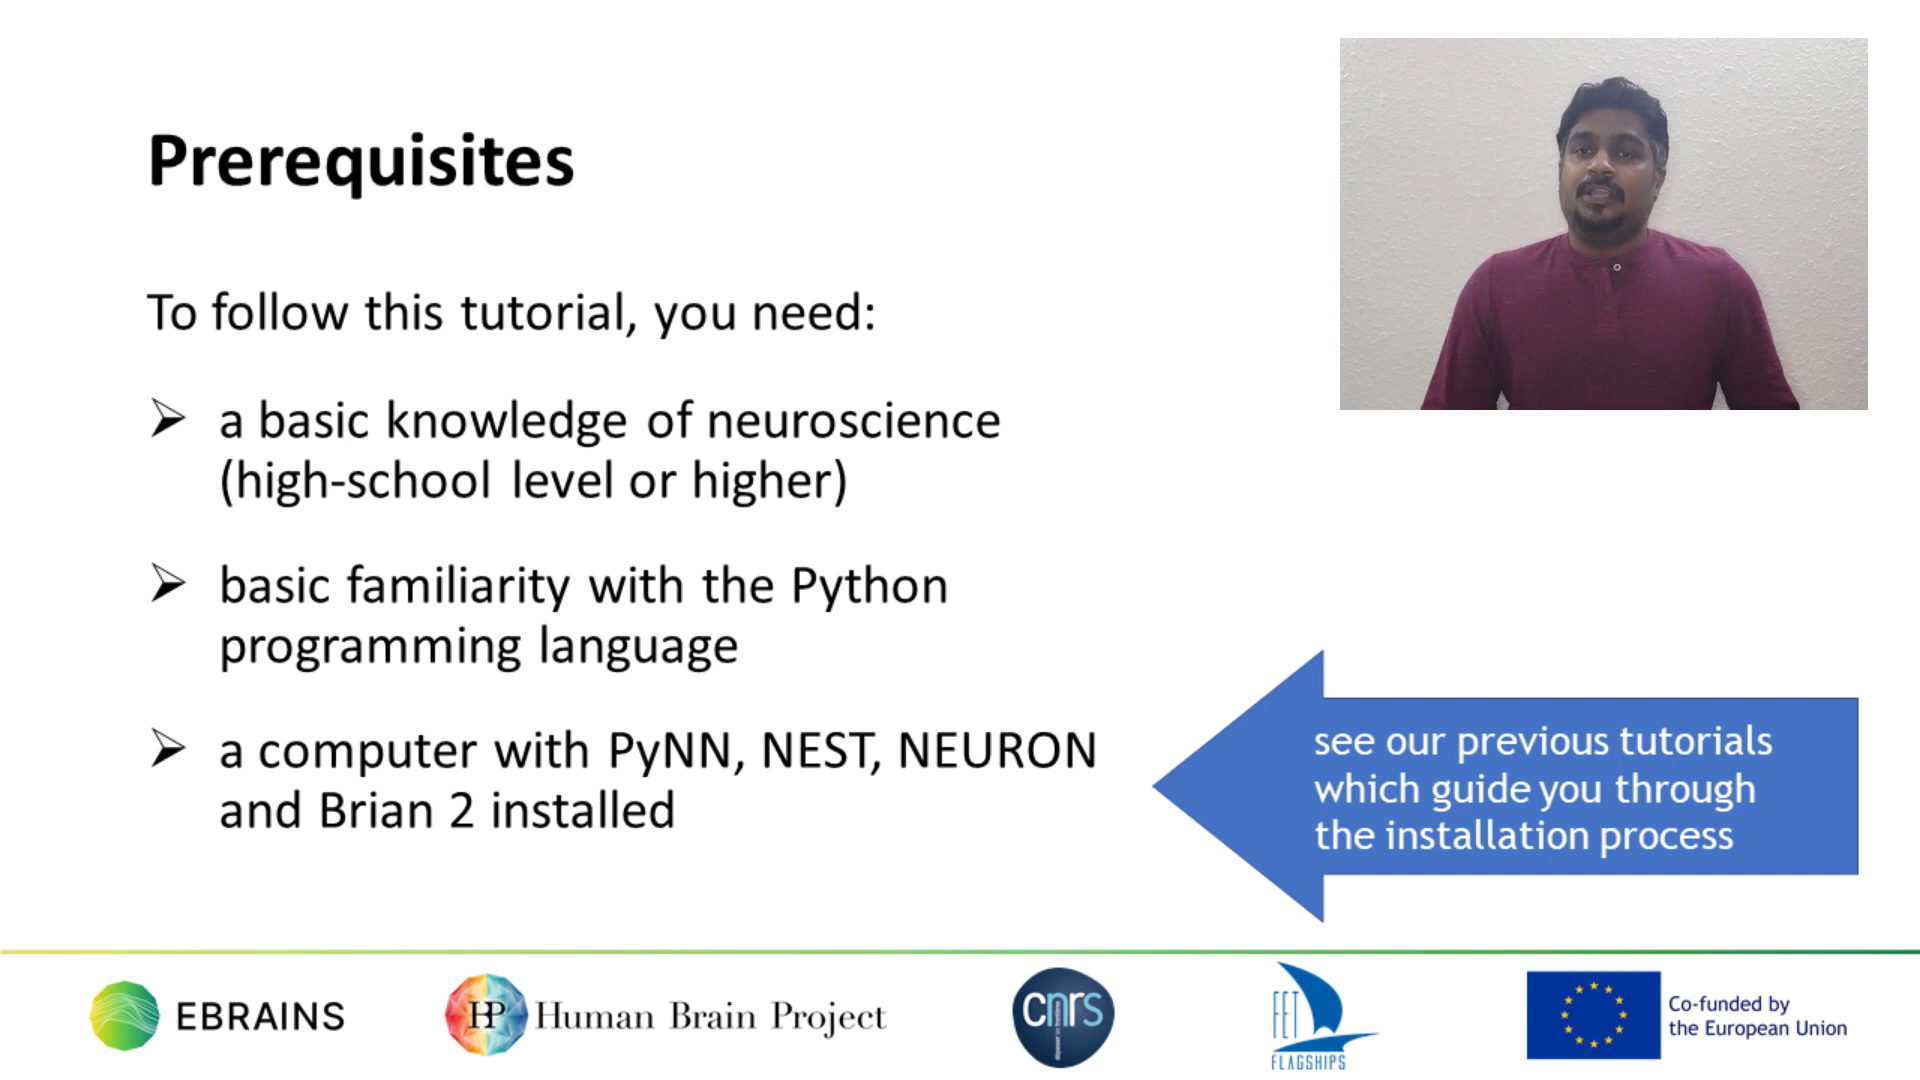 Prerequisites
To follow this tutorial, you need:
a basic knowledge of neuroscience
(high-school level or higher)
basic familiarity with the Python
programming language
a computer with PyNN, NEST, NEURON
and Brian 2 installed
see our previous tutorials
which guide you through
the installation process
EBRAINS
HP Human Brain Project
cnrs
FET
FLAGSHIPS
Co-funded by
the European Union